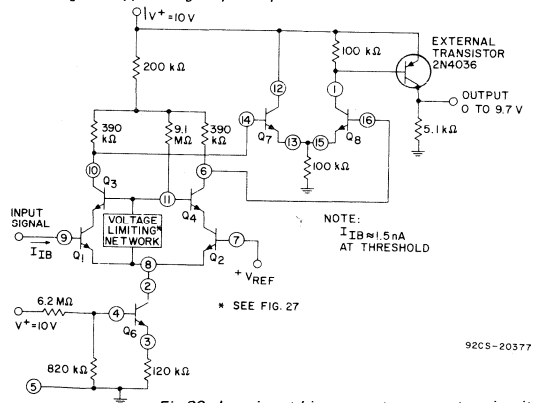 V+=10V
100 kΩ
EXTERNAL
TRANSISTOR
2N4036
200 kΩ
12
1
OUTPUT
0 TO 9.7 V
390
kΩ
9.1
MΩ
390
kΩ
14
Q7
13
15
Q8
16
5.1 kΩ
10
6
100 kΩ
Q3
11
Q4
INPUT
SIGNAL
VOLTAGE
LIMITING*
NETWORK
NOTE:
IIB≈1.5nA
AT THRESHOLD
9
IIB
Q1
Q2
7
8
+ VREF
2
* SEE FIG. 27
6.2 MΩ
4
V+=10V
Q6
3
92CS-20377
820 kΩ
120 kΩ
5